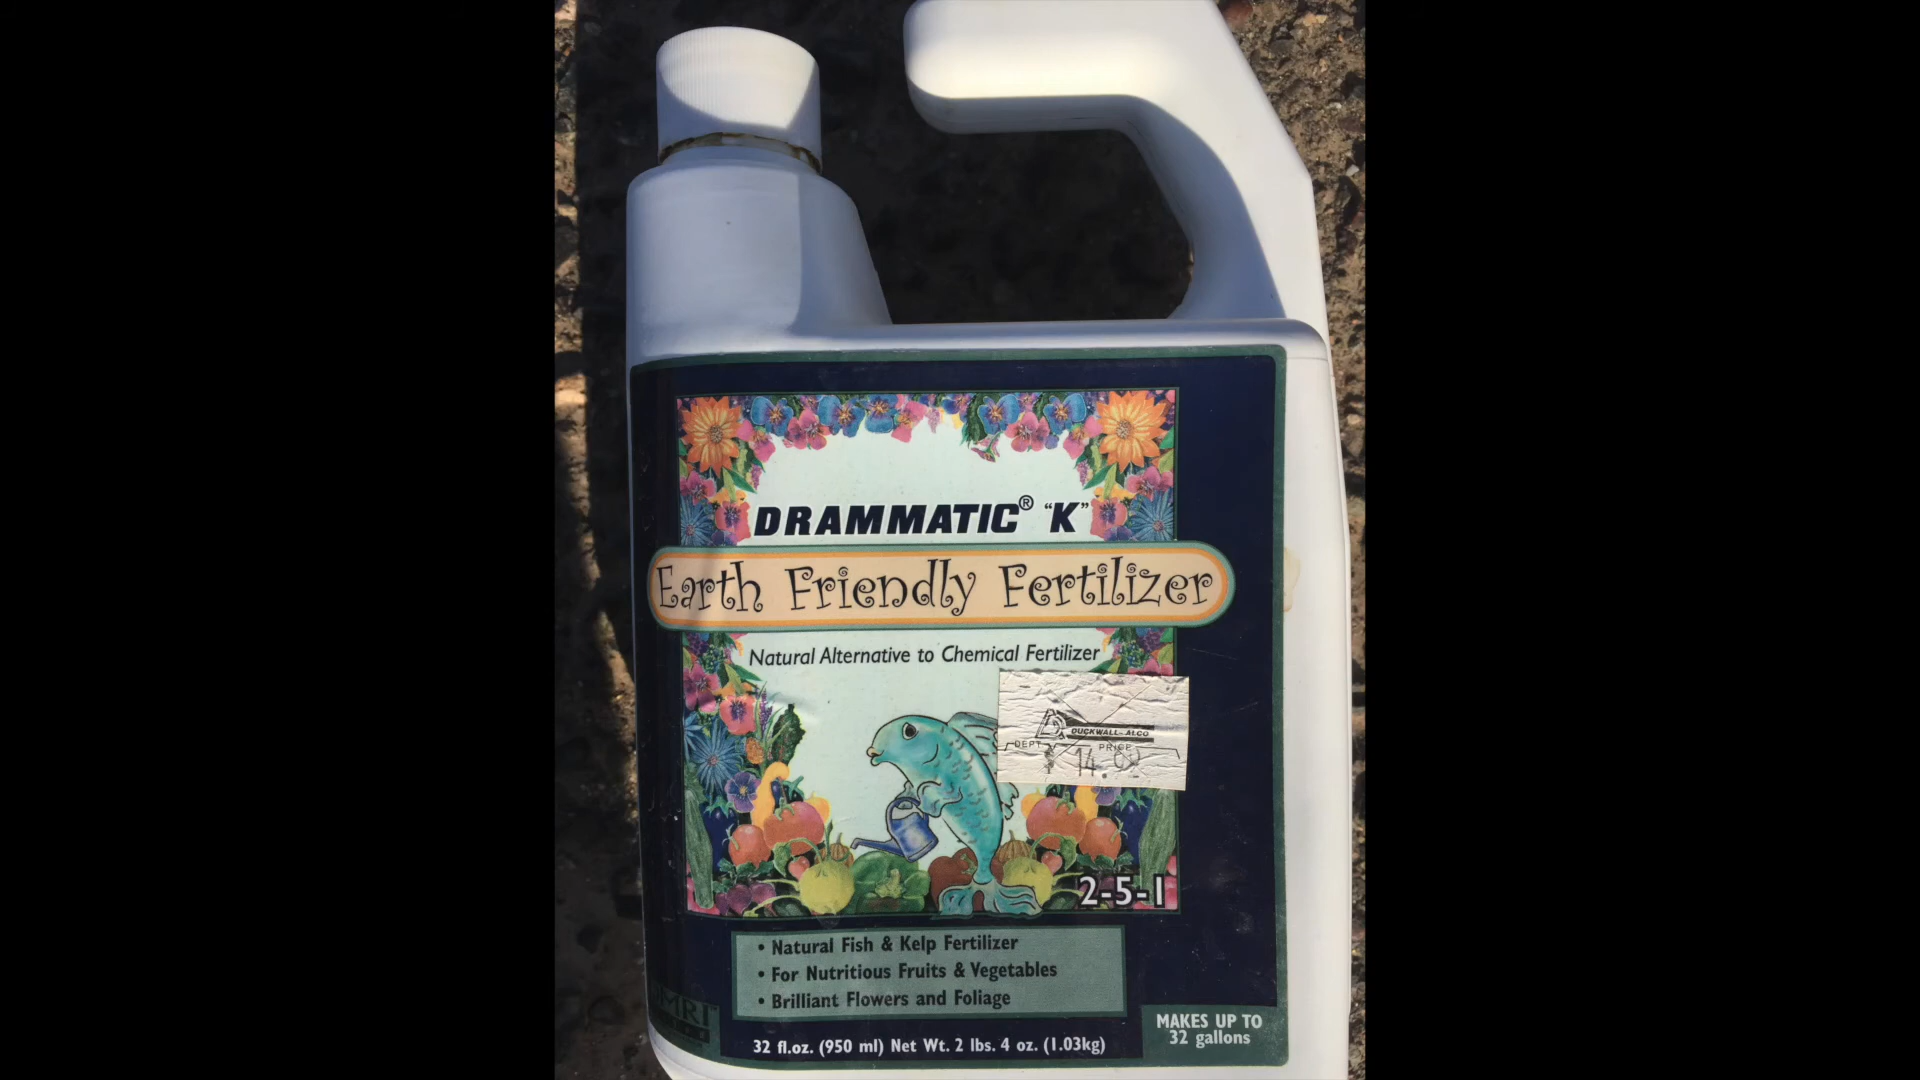 DRAMMATIC® “K”
Earth Friendly Fertilizer
Natural Alternative to Chemical Fertilizer
DUCKWALL-ALCO
DEPT PRICE
2-5-1
• Natural Fish & Kelp Fertilizer
• For Nutritious Fruits & Vegetables
• Brilliant Flowers and Foliage
MAKES UP TO
32 gallons
32 fl.oz. (950 ml) Net Wt. 2 lbs. 4 oz. (1.03kg)